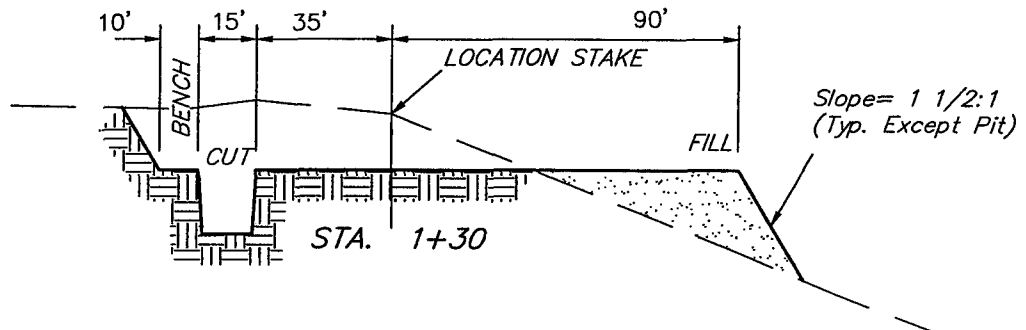 10' 15' 35' 90'
LOCATION STAKE
BENCH
Slope= 1 1/2:1
(Typ. Except Pit)
CUT
FILL
STA. 1+30